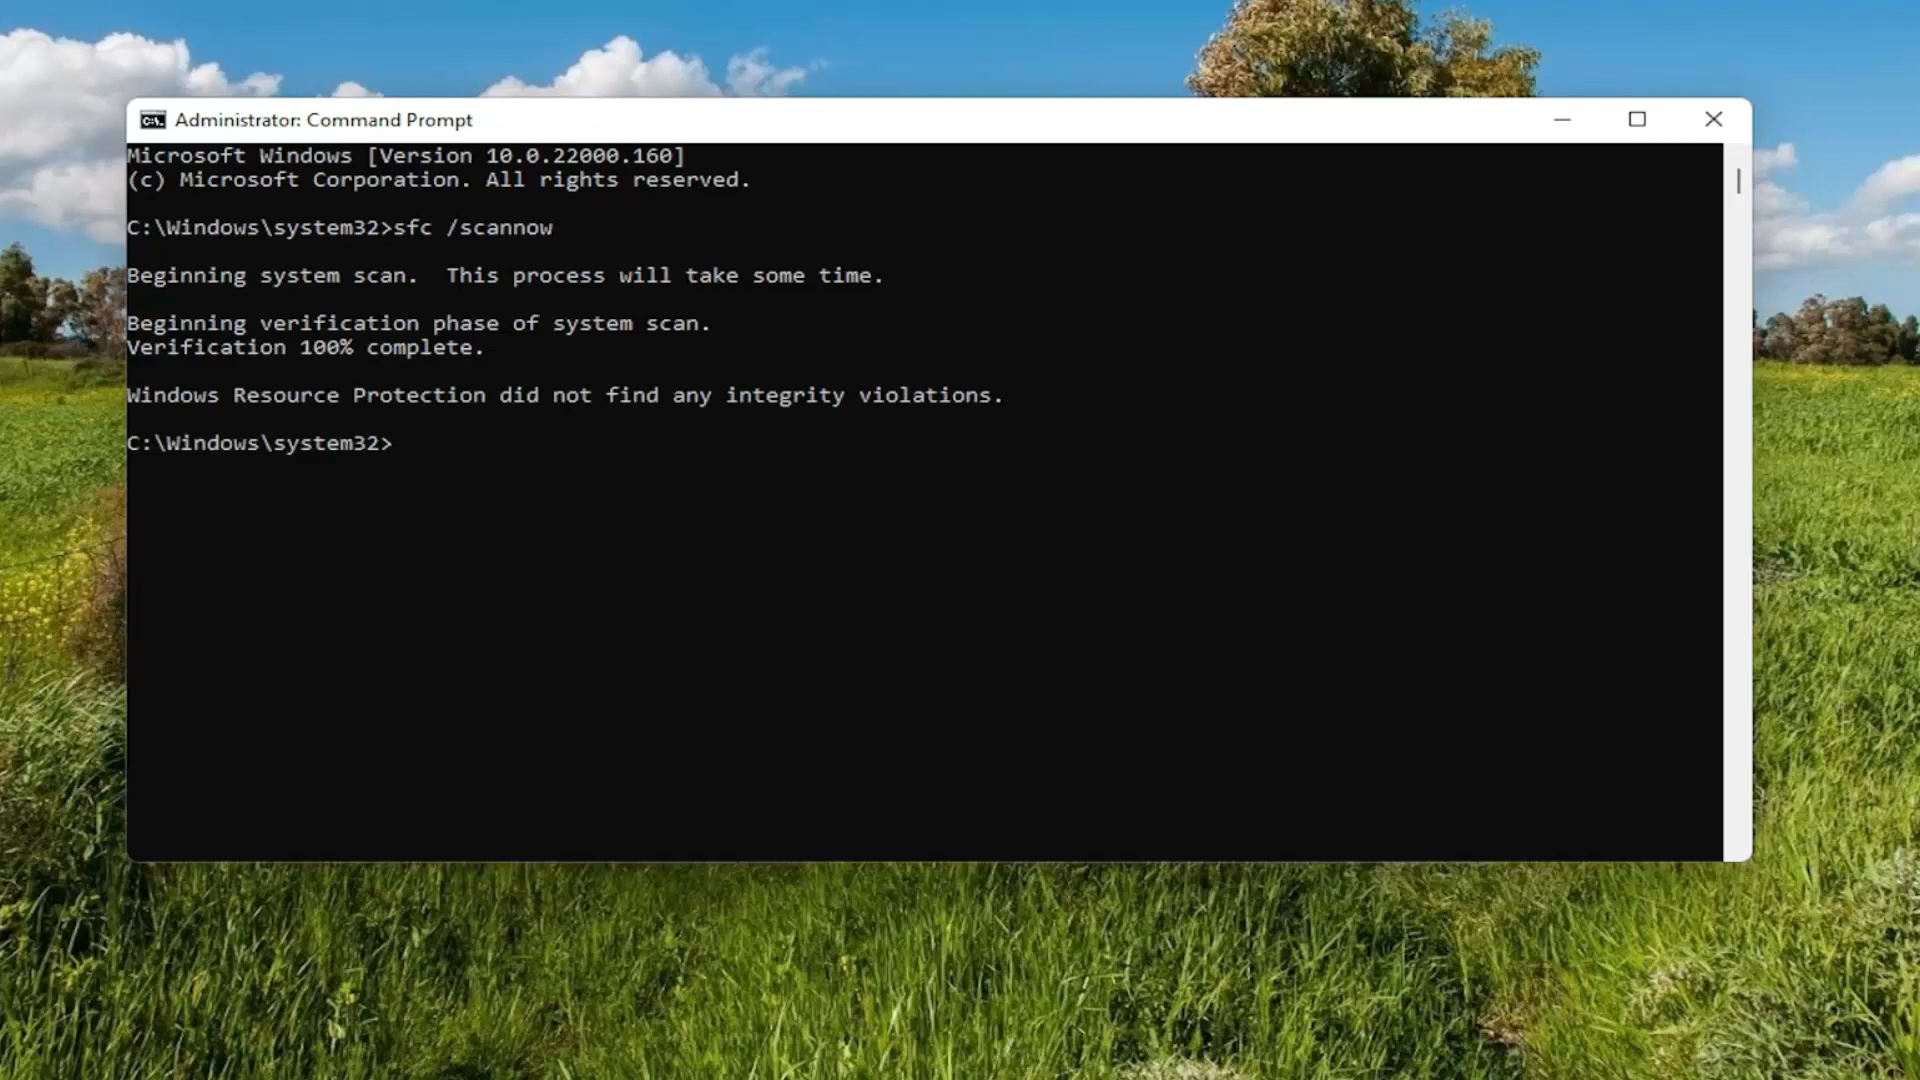 Administrator: Command Prompt
Microsoft Windows [Version 10.0.22000.160]
(c) Microsoft Corporation. All rights reserved.
C:\Windows\system32>sfc /scannow
Beginning system scan.  This process will take some time.
Beginning verification phase of system scan.
Verification 100% complete.
Windows Resource Protection did not find any integrity violations.
C:\Windows\system32>